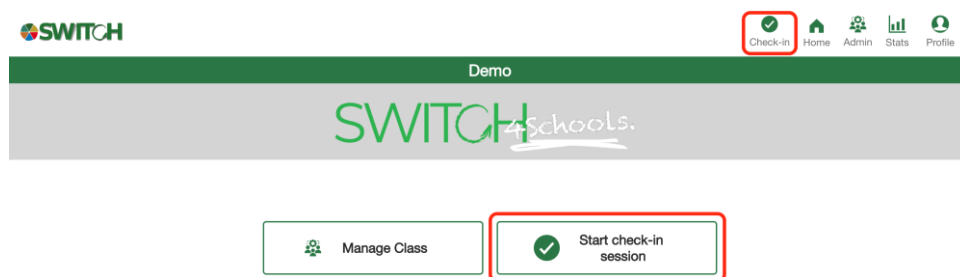 SWITCH
Check-in Home Admin Stats Profile
Demo
SWITCH 4Schools.
Manage Class
Start check-in
session